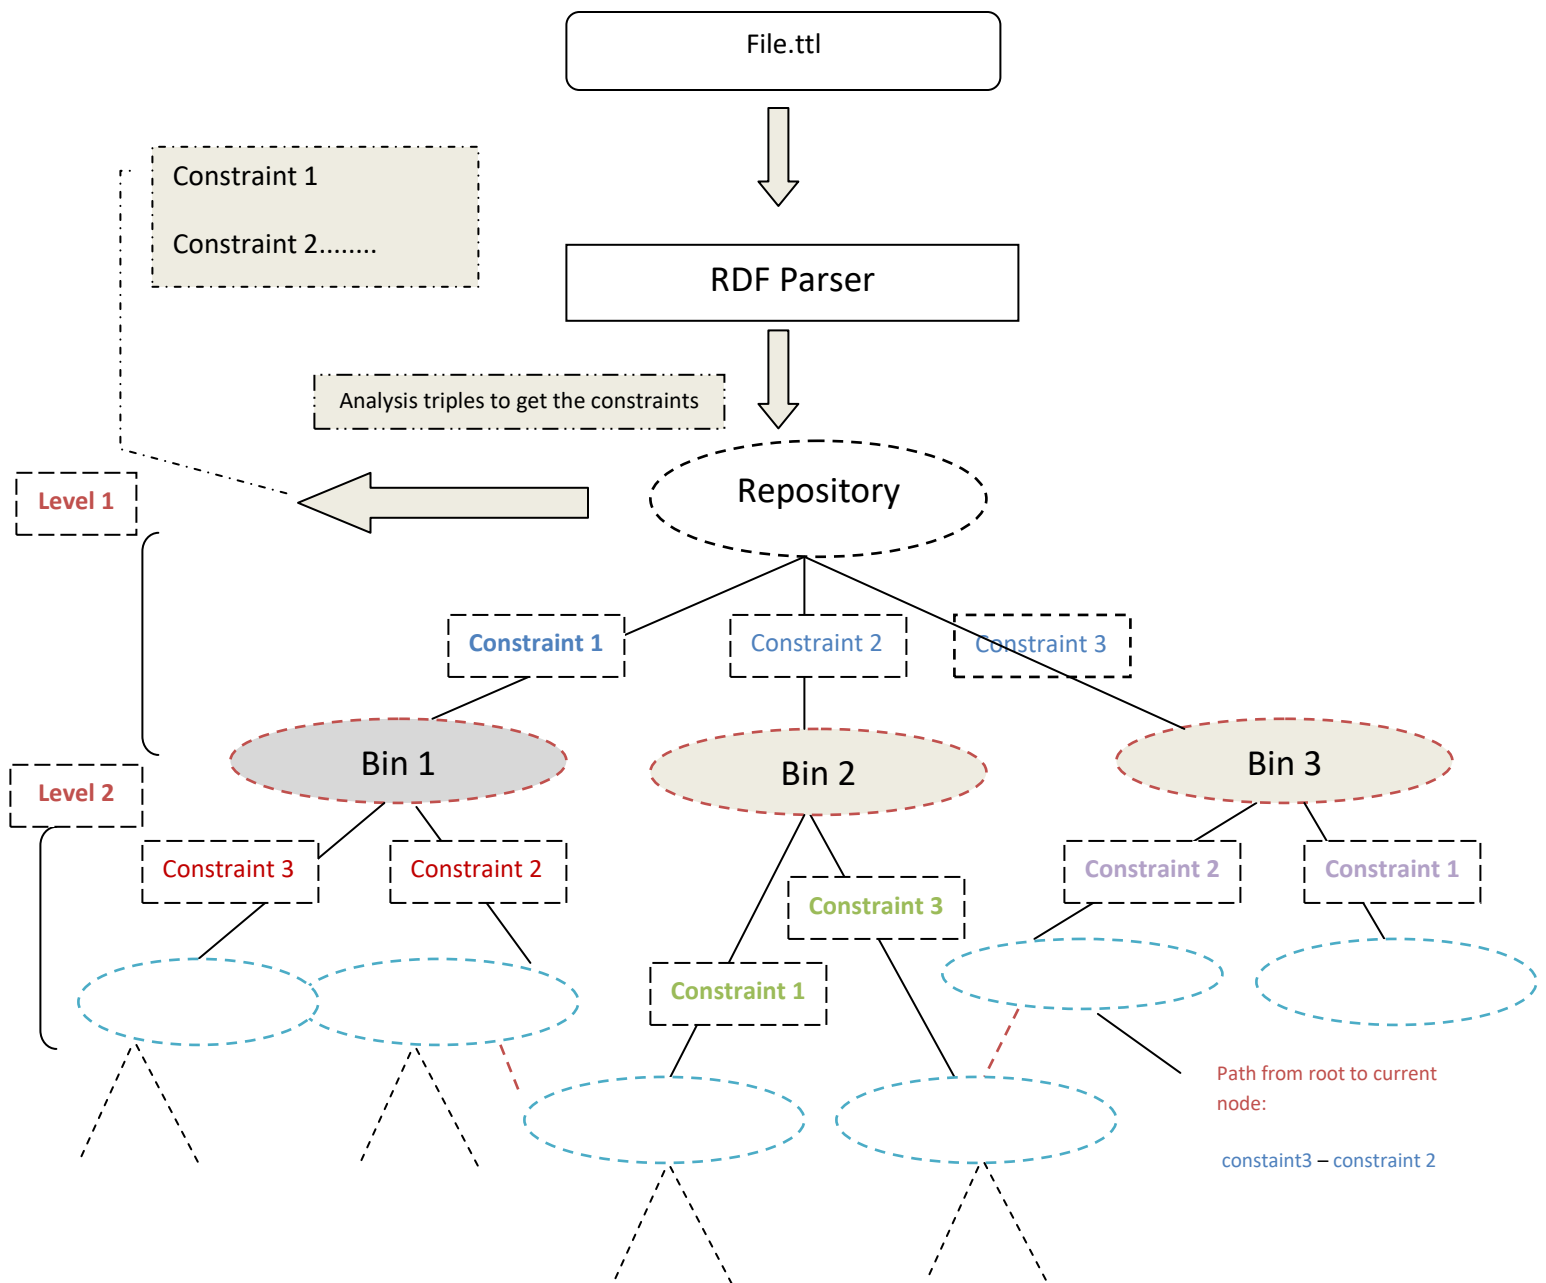 File.ttl
Constraint 1
Constraint 2........
RDF Parser
Analysis triples to get the constraints
Repository
Level 1
Constraint 1
Constraint 2
Constraint 3
Bin 1
Bin 2
Bin 3
Level 2
Constraint 3
Constraint 2
Constraint 3
Constraint 2
Constraint 1
Constraint 1
Path from root to current
node:
constaint3 – constraint 2